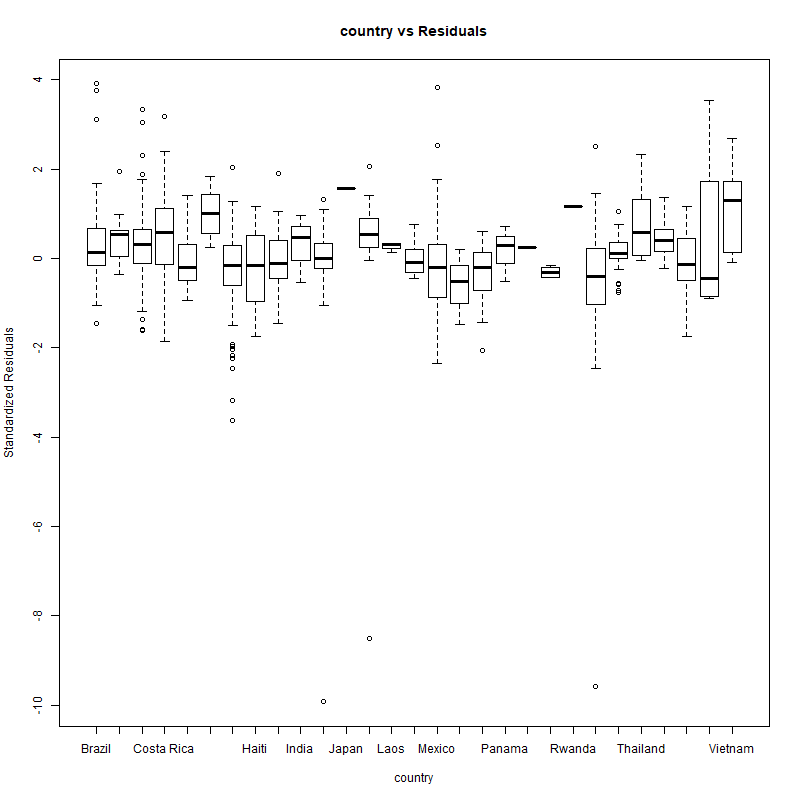 country vs Residuals
Standardized Residuals
4
2
0
-2
-4
-6
-8
-10
Brazil Costa Rica Haiti India Japan Laos Mexico Panama Rwanda Thailand Vietnam
country